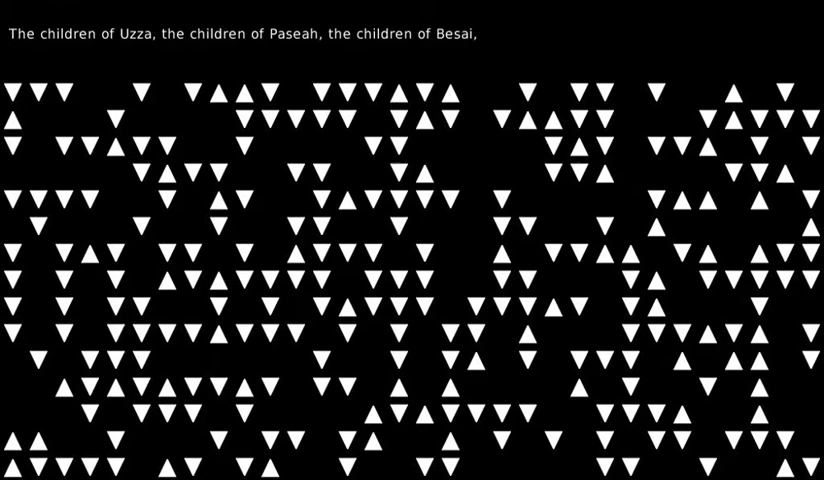 The children of Uzza, the children of Paseah, the children of Besai,